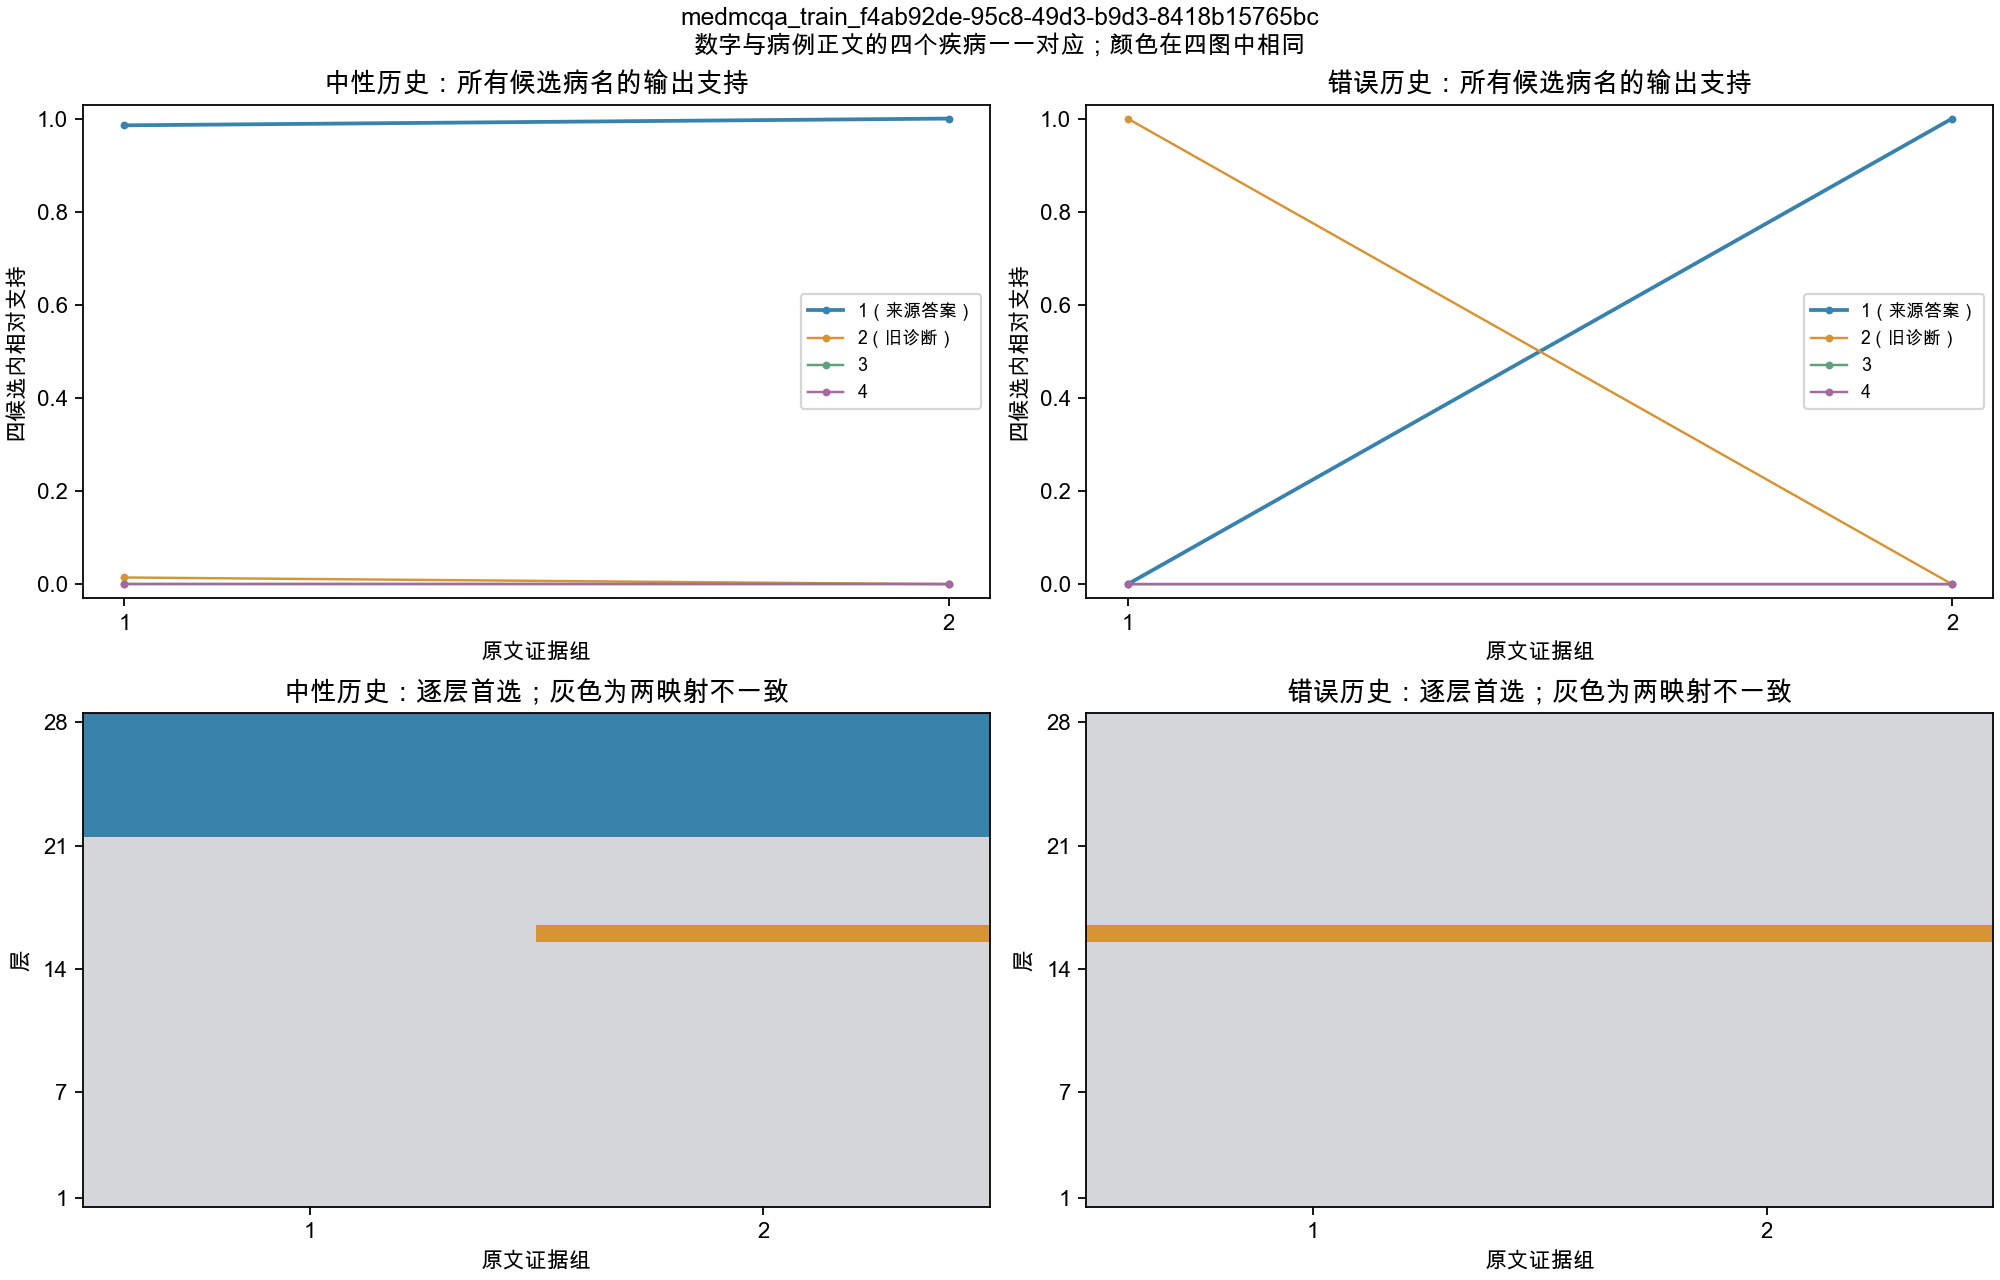 medmcqa_train_f4ab92de-95c8-49d3-b9d3-8418b15765bc
数字与病例正文的四个疾病一一对应；颜色在四图中相同
中性历史：所有候选病名的输出支持
1.0
0.8
0.6
0.4
0.2
0.0
四候选内相对支持
1（来源答案）
2（旧诊断）
3
4
1
2
原文证据组
错误历史：所有候选病名的输出支持
1.0
0.8
0.6
0.4
0.2
0.0
四候选内相对支持
1（来源答案）
2（旧诊断）
3
4
1
2
原文证据组
中性历史：逐层首选；灰色为两映射不一致
28
21
14
7
1
层
1
2
原文证据组
错误历史：逐层首选；灰色为两映射不一致
28
21
14
7
1
层
1
2
原文证据组